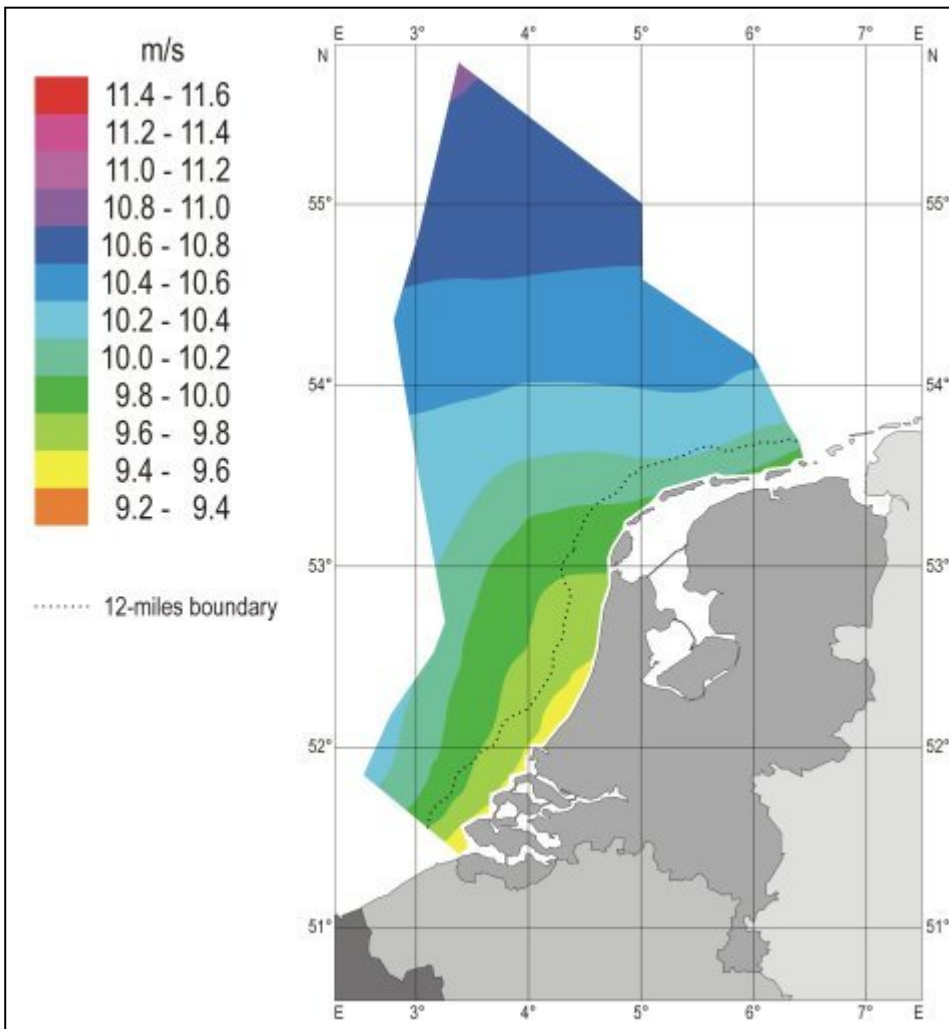 m/s
11.4 - 11.6
11.2 - 11.4
11.0 - 11.2
10.8 - 11.0
10.6 - 10.8
10.4 - 10.6
10.2 - 10.4
10.0 - 10.2
9.8 - 10.0
9.6 - 9.8
9.4 - 9.6
9.2 - 9.4
12-miles boundary
E 3° 4° 5° 6° 7° E
N N
55° 55°
54° 54°
53° 53°
52° 52°
51° 51°
E 3° 4° 5° 6° 7° E